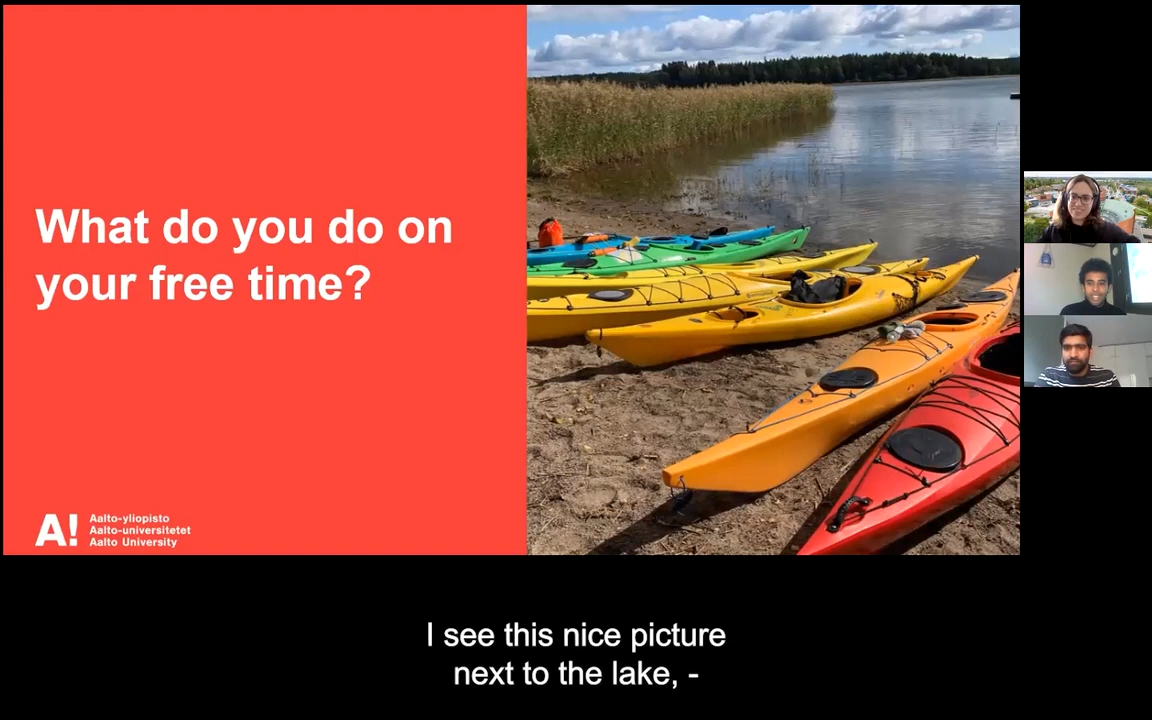 What do you do on
your free time?
A!
Aalto-yliopisto
Aalto-universitetet
Aalto University
I see this nice picture
next to the lake, -